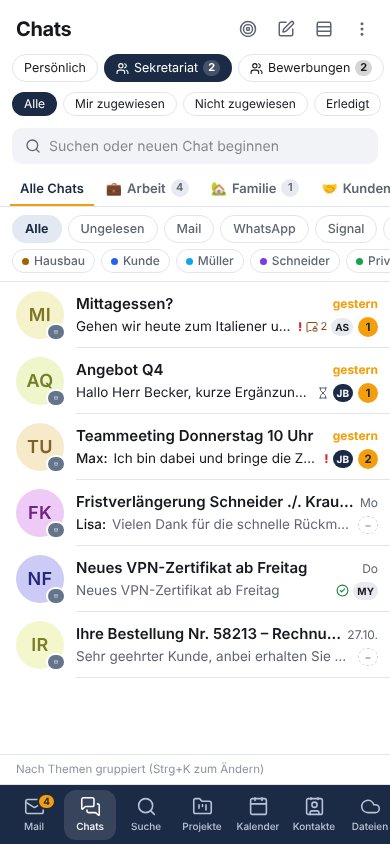 Chats
Persönlich Sekretariat 2 Bewerbungen 2
Alle Mir zugewiesen Nicht zugewiesen Erledigt
Suchen oder neuen Chat beginnen
Alle Chats 💼 Arbeit 4 🏡 Familie 1 🤝 Kunden
Alle Ungelesen Mail WhatsApp Signal
Hausbau Kunde Müller Schneider Priv
MI Mittagessen? gestern
Gehen wir heute zum Italiener u... ! 2 AS 1
AQ Angebot Q4 gestern
Hallo Herr Becker, kurze Ergänzun... JB 1
TU Teammeeting Donnerstag 10 Uhr gestern
Max: Ich bin dabei und bringe die Z... ! JB 2
FK Fristverlängerung Schneider ./. Krau... Mo
Lisa: Vielen Dank für die schnelle Rückm... –
NF Neues VPN-Zertifikat ab Freitag Do
Neues VPN-Zertifikat ab Freitag MY
IR Ihre Bestellung Nr. 58213 – Rechnu... 27.10.
Sehr geehrter Kunde, anbei erhalten Sie ... –
Nach Themen gruppiert (Strg+K zum Ändern)
4
Mail Chats Suche Projekte Kalender Kontakte Dateien